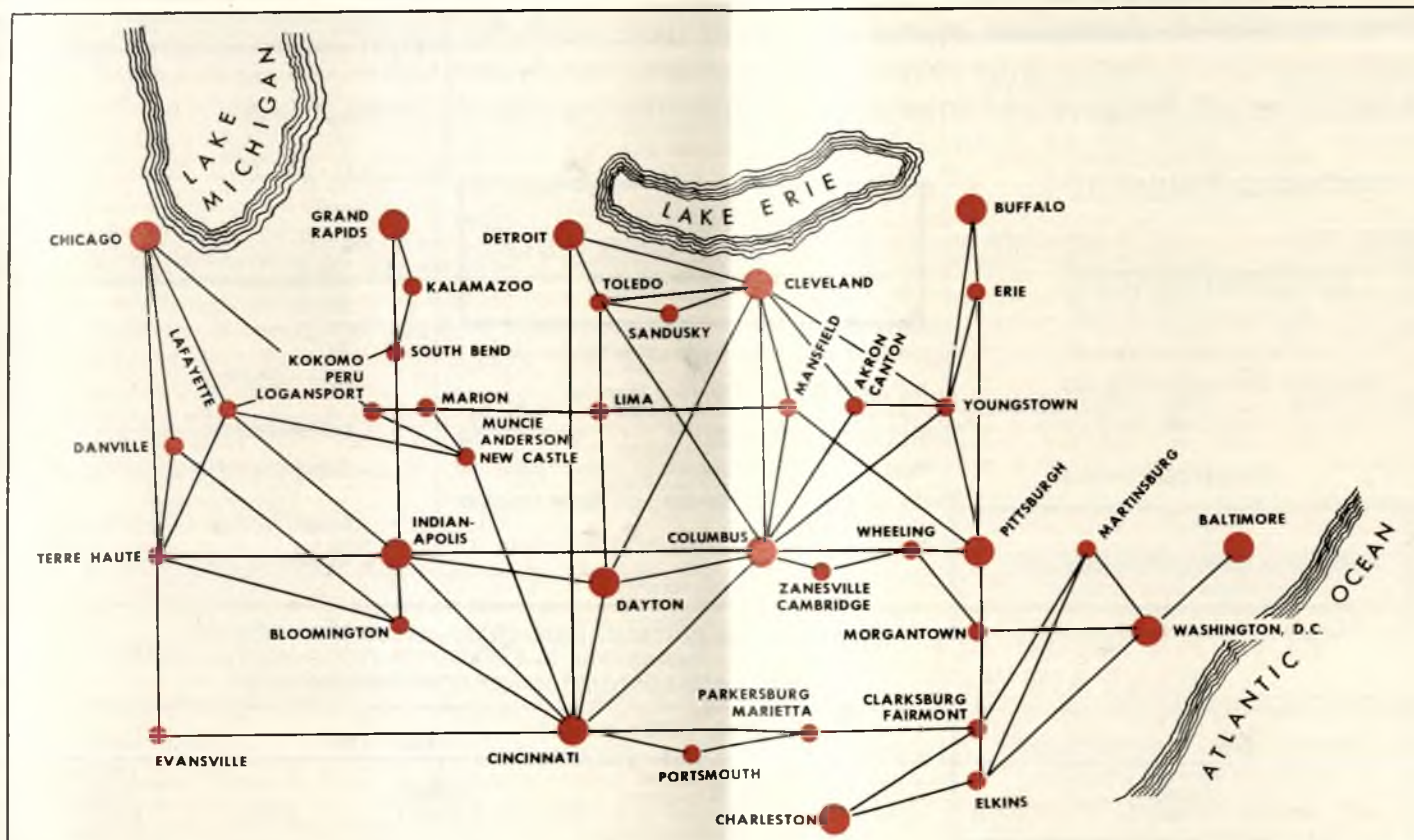 LAKE
MICHIGAN
LAKE ERIE
CHICAGO
GRAND
RAPIDS
DETROIT
BUFFALO
KALAMAZOO
TOLEDO
CLEVELAND
ERIE
SANDUSKY
LAFAYETTE
KOKOMO
PERU
LOGANSPORT
SOUTH BEND
MARION
LIMA
MANSFIELD
AKRON
CANTON
YOUNGSTOWN
DANVILLE
MUNCIE
ANDERSON
NEW CASTLE
TERRE HAUTE
INDIAN-
APOLIS
COLUMBUS
WHEELING
PITTSBURGH
MARTINSBURG
BALTIMORE
DAYTON
ZANESVILLE
CAMBRIDGE
BLOOMINGTON
MORGANTOWN
WASHINGTON, D.C.
ATLANTIC OCEAN
PARKERSBURG
MARIETTA
CLARKSBURG
FAIRMONT
EVANSVILLE
CINCINNATI
PORTSMOUTH
CHARLESTON
ELKINS